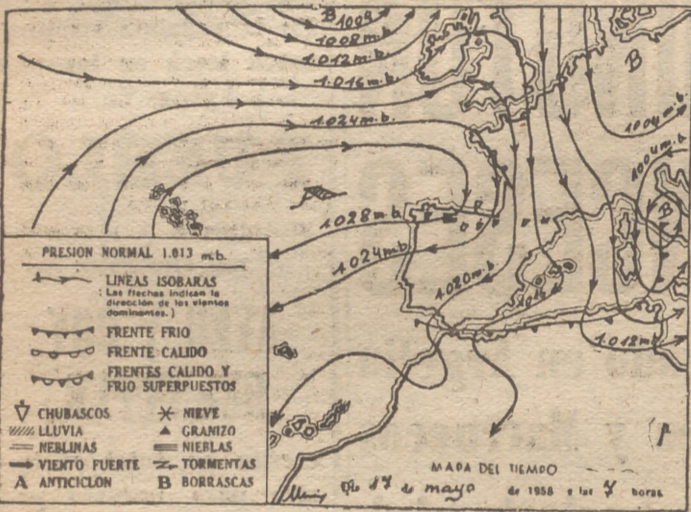 B
1004
1008 m.b.
1.012 m.b.
1.016 m.b.
1.024 m.b.
B
1004 m.b.
1004 m.b.
B
1.028 m.b.
1.024 m.b.
1.020 m.b.
1.012 m.b.
PRESION NORMAL 1.013 m.b.
LINEAS ISOBARAS
(Las flechas indican la
dirección de los vientos
dominantes.)
FRENTE FRIO
FRENTE CALIDO
FRENTES CALIDO Y
FRIO SUPERPUESTOS
CHUBASCOS
NIEVE
LLUVIA
GRANIZO
NEBLINAS
NIEBLAS
VIENTO FUERTE
TORMENTAS
A ANTICICLON
B BORRASCAS
MAPA DEL TIEMPO
17 de mayo de 1958 a las 7 horas